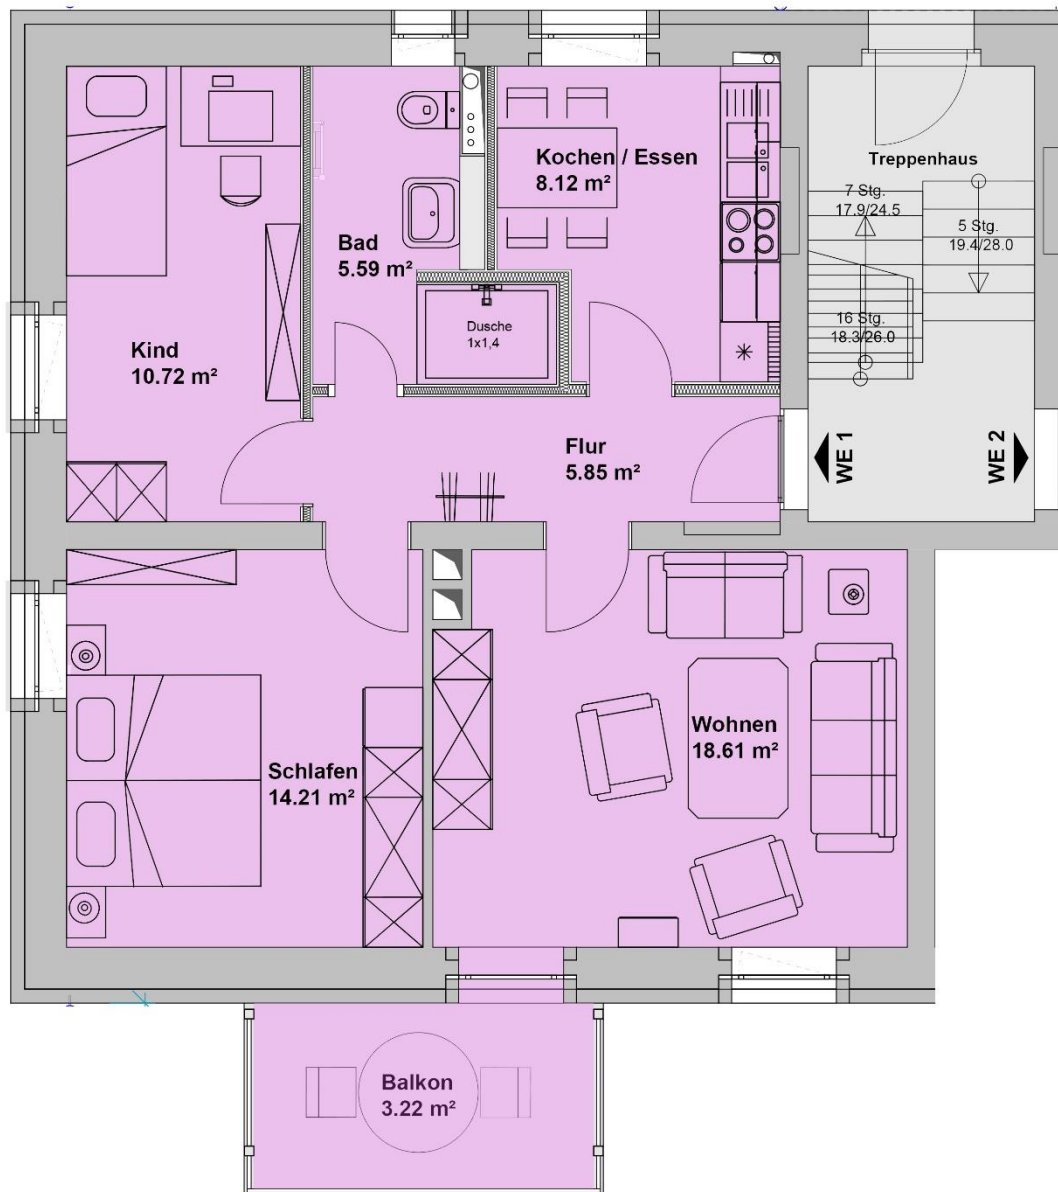 Kochen / Essen
8.12 m²
Treppenhaus
7 Stg.
17.9/24.5
5 Stg.
19.4/28.0
Bad
5.59 m²
Dusche
1x1,4
16 Stg.
18.3/26.0
Kind
10.72 m²
Flur
5.85 m²
WE 1
WE 2
Wohnen
18.61 m²
Schlafen
14.21 m²
Balkon
3.22 m²